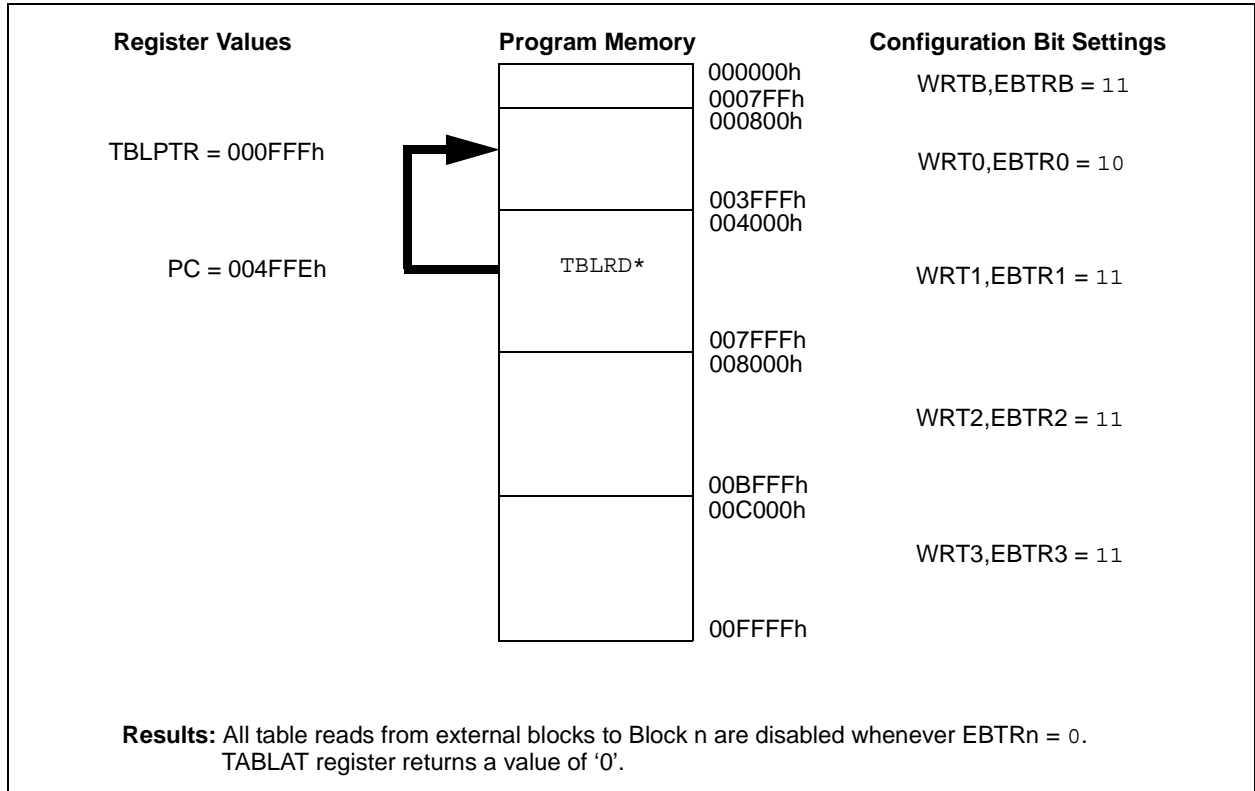 Register Values
Program Memory
Configuration Bit Settings
000000h
WRTB,EBTRB = 11
0007FFh
000800h
TBLPTR = 000FFFh
WRT0,EBTR0 = 10
003FFFh
004000h
PC = 004FFEh
TBLRD*
WRT1,EBTR1 = 11
007FFFh
008000h
WRT2,EBTR2 = 11
00BFFFh
00C000h
WRT3,EBTR3 = 11
00FFFFh
Results: All table reads from external blocks to Block n are disabled whenever EBTRn = 0.
TABLAT register returns a value of ‘0’.